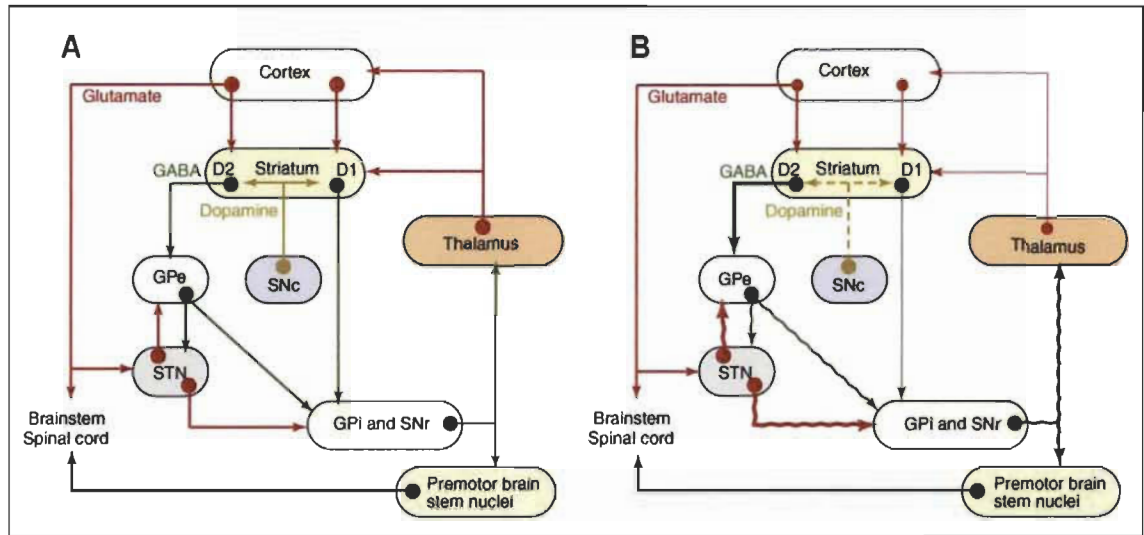 A
Cortex
Glutamate
GABA
D2
Striatum
D1
Dopamine
Thalamus
GPe
SNc
STN
GPi and SNr
Brainstem
Spinal cord
Premotor brain
stem nuclei
B
Cortex
Glutamate
GABA
D2
Striatum
D1
Dopamine
Thalamus
GPe
SNc
STN
GPi and SNr
Brainstem
Spinal cord
Premotor brain
stem nuclei